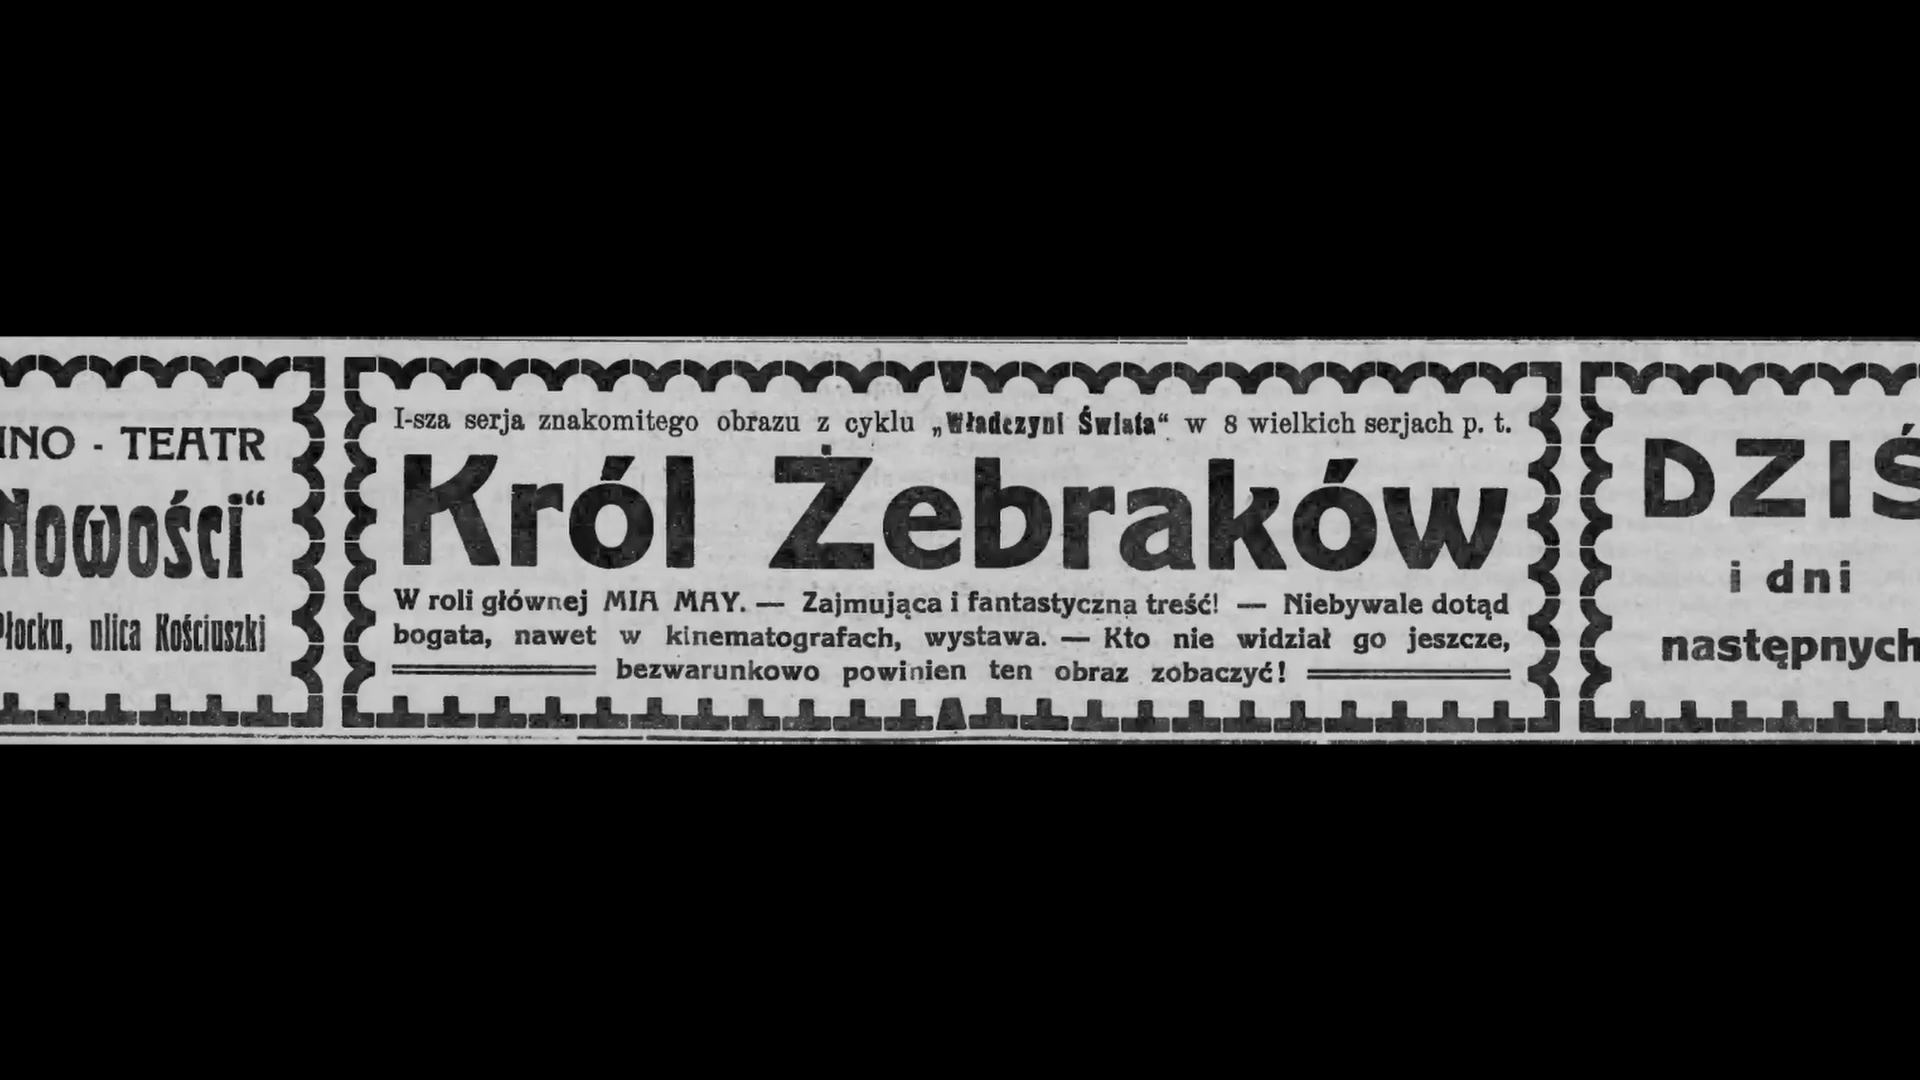 INO - TEATR
Nowości“
Płocku, ulica Kościuszki
I-sza serja znakomitego obrazu z cyklu „Władczyni Świata“ w 8 wielkich serjach p. t.
Król Żebraków
W roli głównej MIA MAY. — Zajmująca i fantastyczna treść! — Niebywale dotąd
bogata, nawet w kinematografach, wystawa. — Kto nie widział go jeszcze,
bezwarunkowo powinien ten obraz zobaczyć!
DZIŚ
i dni
następnych